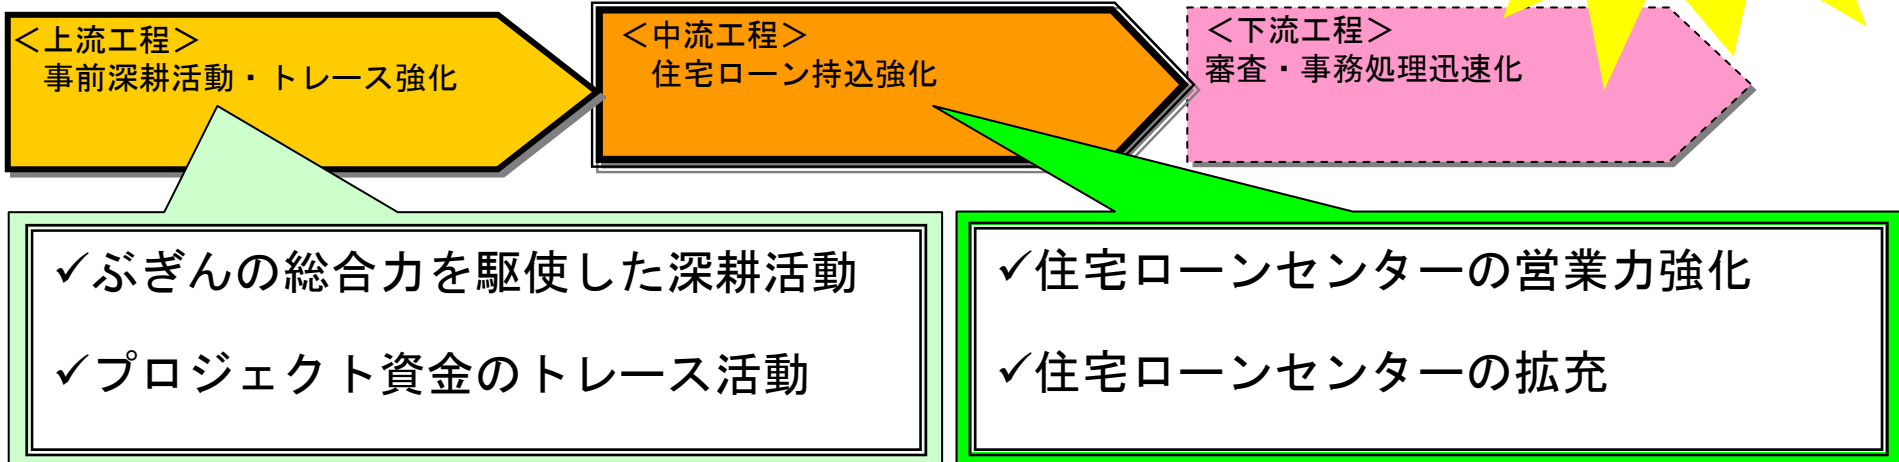 ＜上流工程＞
事前深耕活動・トレース強化
＜中流工程＞
住宅ローン持込強化
＜下流工程＞
審査・事務処理迅速化
✓ぶぎんの総合力を駆使した深耕活動
✓プロジェクト資金のトレース活動
✓住宅ローンセンターの営業力強化
✓住宅ローンセンターの拡充